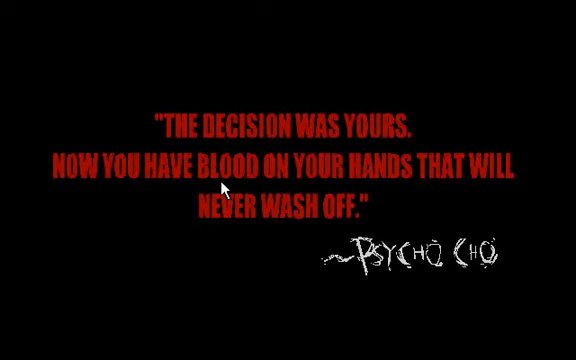 "THE DECISION WAS YOURS.
NOW YOU HAVE BLOOD ON YOUR HANDS THAT WILL
NEVER WASH OFF."
~PSYCHO CHO